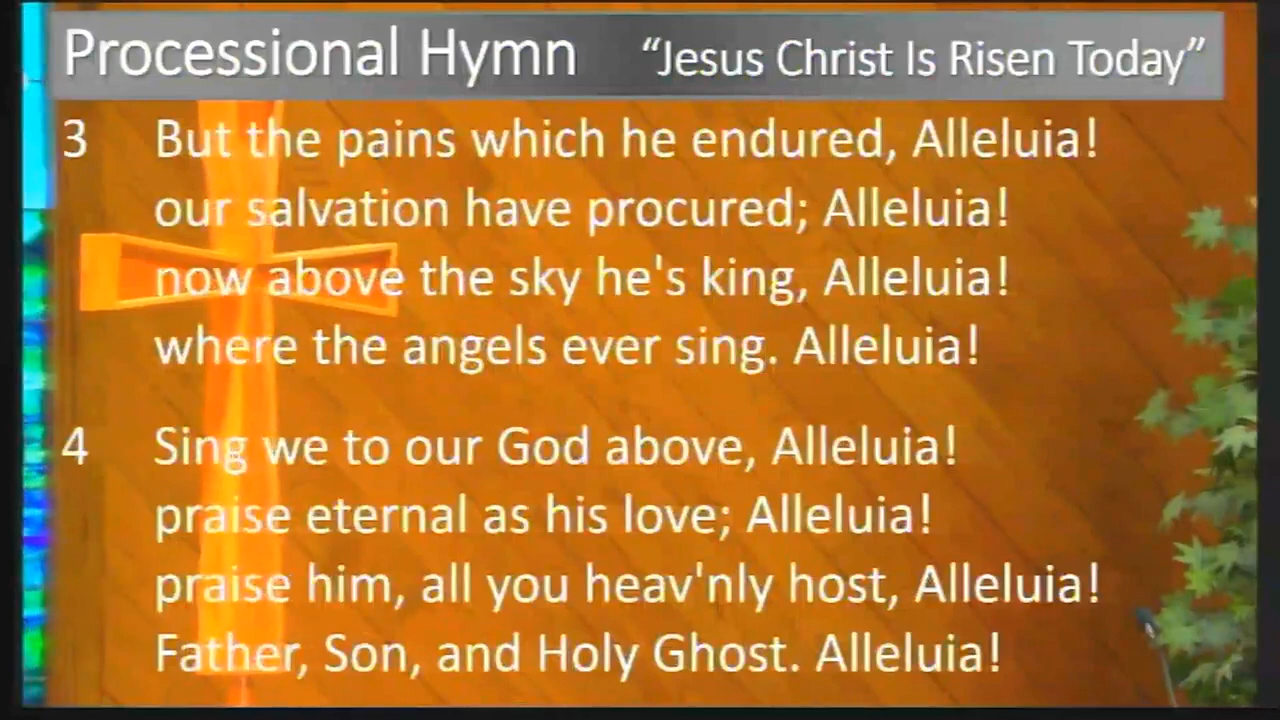 Processional Hymn “Jesus Christ Is Risen Today”
3 But the pains which he endured, Alleluia!
our salvation have procured; Alleluia!
now above the sky he's king, Alleluia!
where the angels ever sing. Alleluia!
4 Sing we to our God above, Alleluia!
praise eternal as his love; Alleluia!
praise him, all you heav'nly host, Alleluia!
Father, Son, and Holy Ghost. Alleluia!